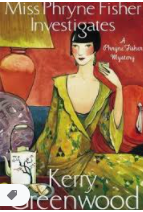 Miss Phryne Fisher
Investigates
A
Phryne Fisher
Mystery
Kerry
Greenwood